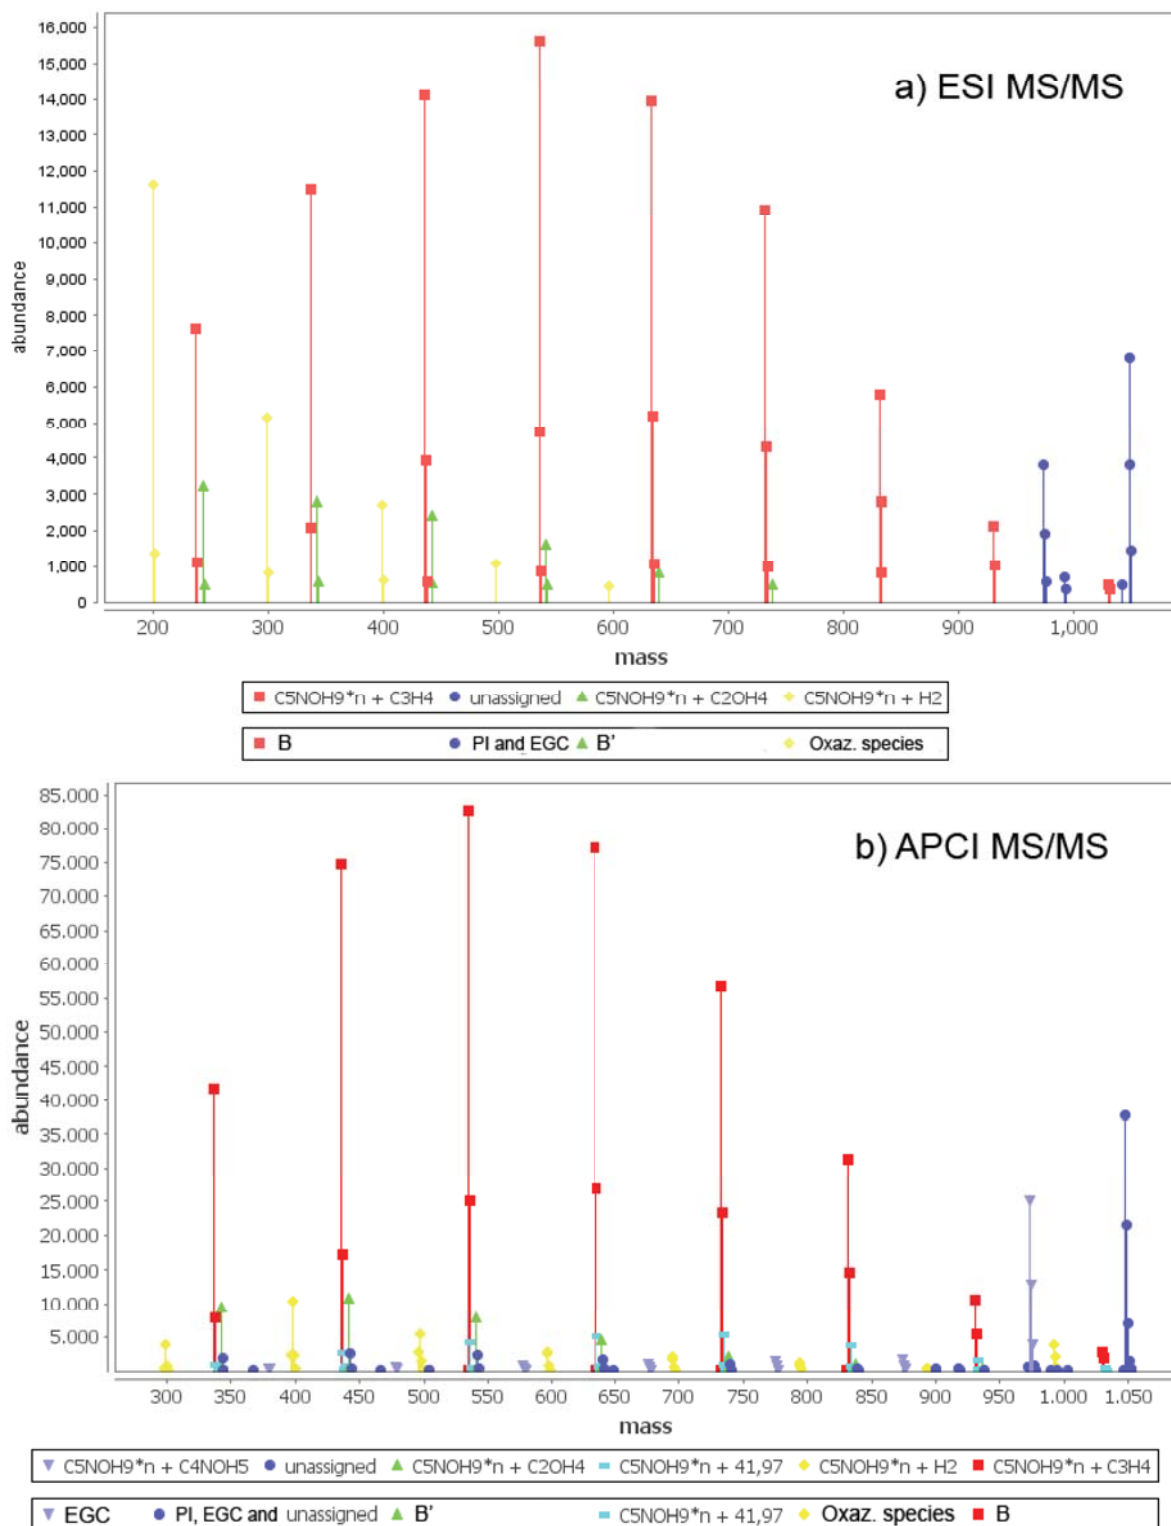 a) ESI MS/MS
abundance
16,000
15,000
14,000
13,000
12,000
11,000
10,000
9,000
8,000
7,000
6,000
5,000
4,000
3,000
2,000
1,000
0
200 300 400 500 600 700 800 900 1,000
mass
C5NOH9*n + C3H4 unassigned C5NOH9*n + C2OH4 C5NOH9*n + H2
B PI and EGC B' Oxaz. species
b) APCI MS/MS
abundance
85.000
80.000
75.000
70.000
65.000
60.000
55.000
50.000
45.000
40.000
35.000
30.000
25.000
20.000
15.000
10.000
5.000
300 350 400 450 500 550 600 650 700 750 800 850 900 950 1.000 1.050
mass
C5NOH9*n + C4NOH5 unassigned C5NOH9*n + C2OH4 C5NOH9*n + 41,97 C5NOH9*n + H2 C5NOH9*n + C3H4
EGC PI, EGC and unassigned B' C5NOH9*n + 41,97 Oxaz. species B